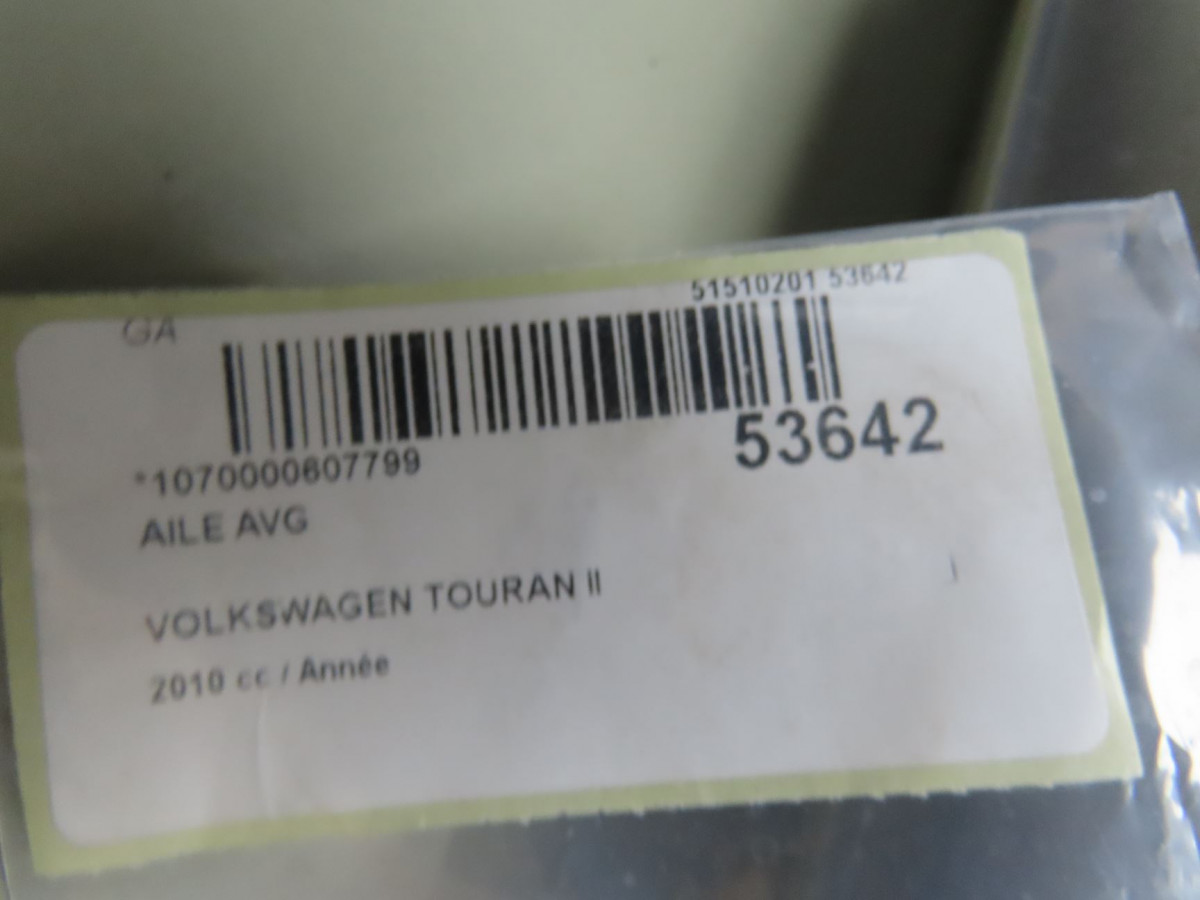 51510201 53642
GA
53642
*1070000607799
AILE AVG
VOLKSWAGEN TOURAN II
2010 cc / Année